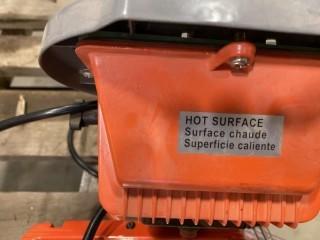 HOT SURFACE
Surface chaude
Superficie caliente